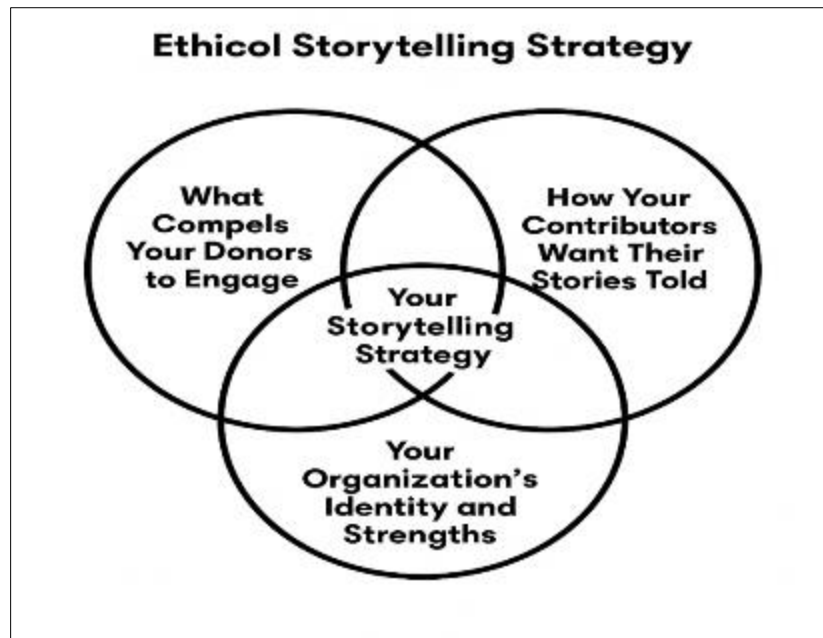 Ethicol Storytelling Strategy
What
Compels
Your Donors
to Engage
How Your
Contributors
Want Their
Stories Told
Your
Storytelling
Strategy
Your
Organization's
Identity and
Strengths